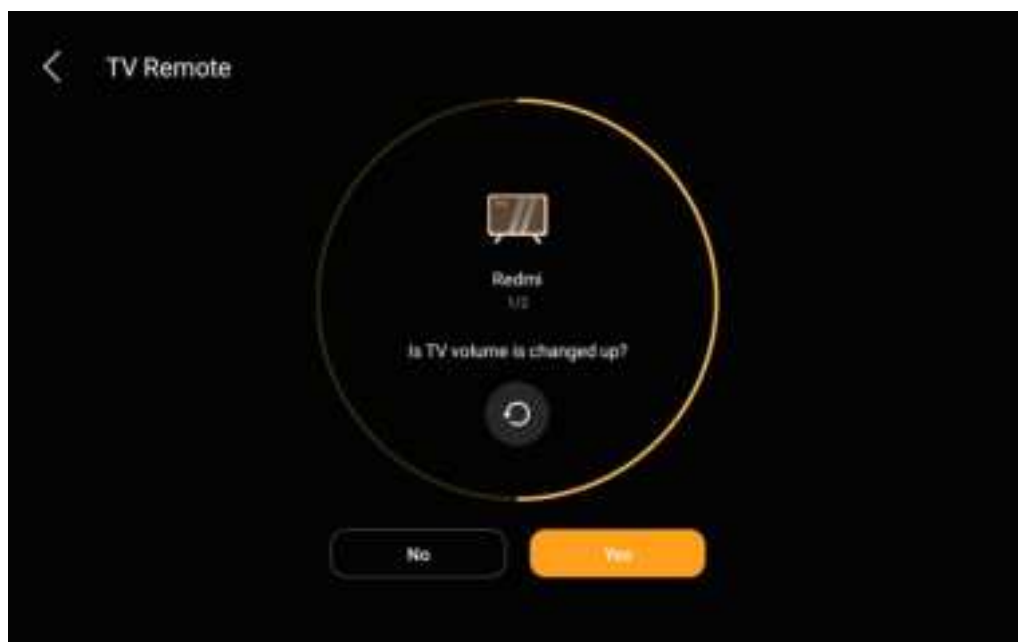 TV Remote
Redmi
1/2
Is TV volume is changed up?
No
Yes